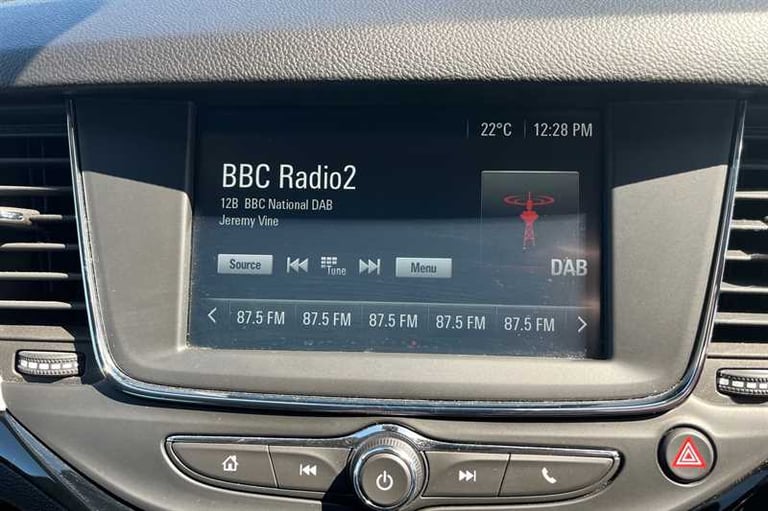 22°C 12:28 PM
BBC Radio2
12B BBC National DAB
Jeremy Vine
Source Tune Menu
DAB
87.5 FM 87.5 FM 87.5 FM 87.5 FM 87.5 FM